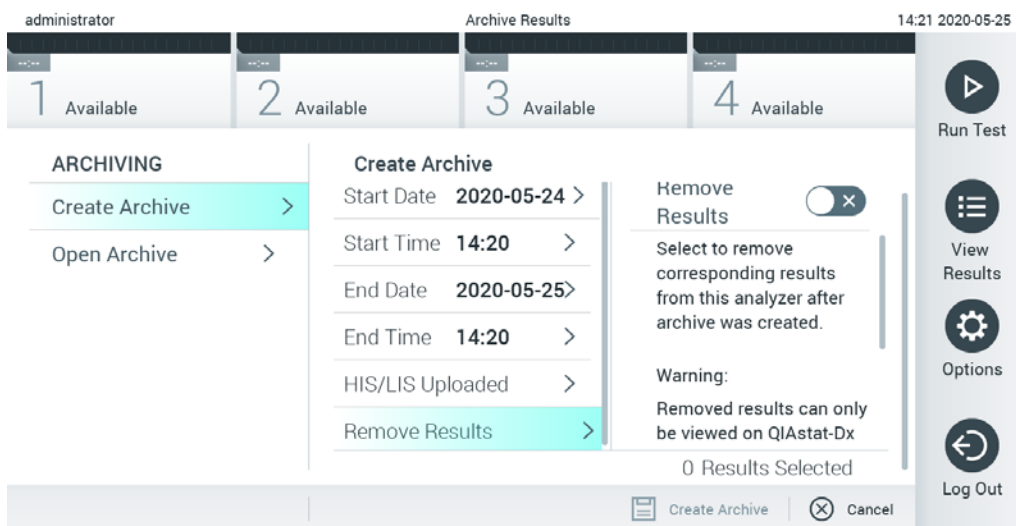 administrator
Archive Results
14:21 2020-05-25
--:--
--:--
--:--
--:--
1 Available
2 Available
3 Available
4 Available
Run Test
View
Results
Options
Log Out
ARCHIVING
Create Archive
Open Archive
Create Archive
Start Date 2020-05-24
Start Time 14:20
End Date 2020-05-25
End Time 14:20
HIS/LIS Uploaded
Remove Results
Remove
Results
Select to remove
corresponding results
from this analyzer after
archive was created.
Warning:
Removed results can only
be viewed on QIAstat-Dx
0 Results Selected
Create Archive
Cancel